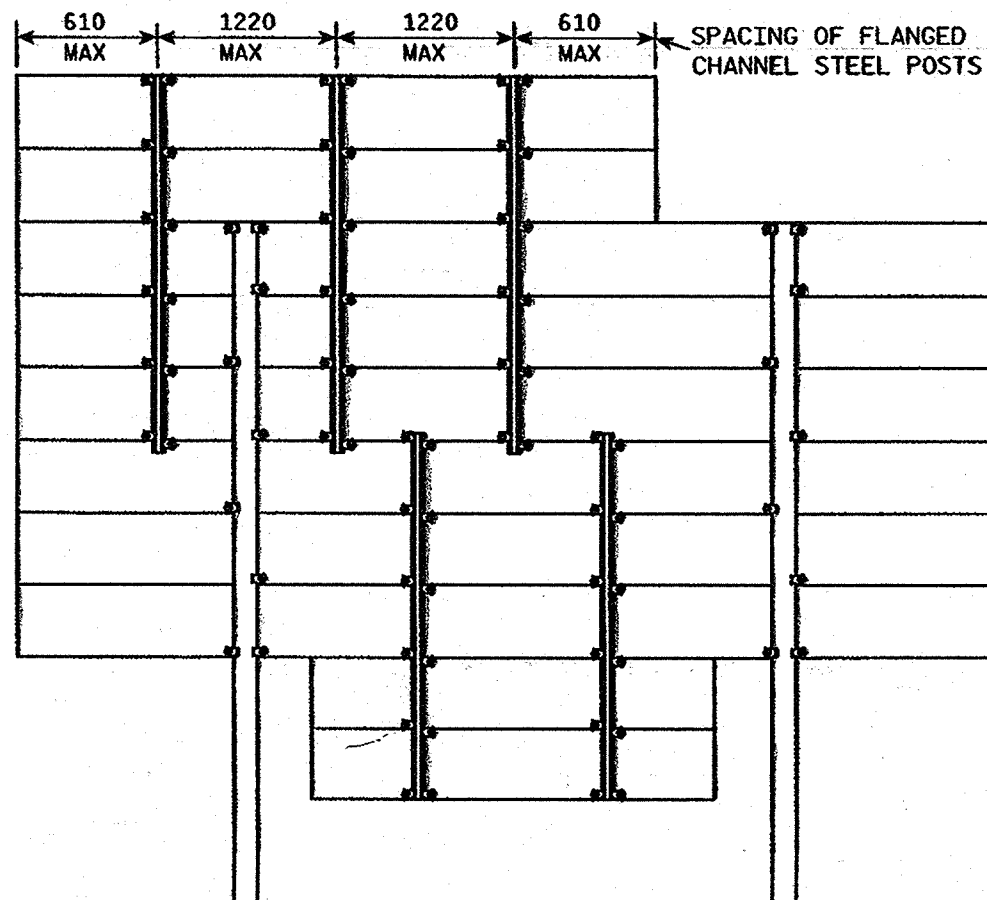 610 1220 1220 610
MAX MAX MAX MAX
SPACING OF FLANGED
CHANNEL STEEL POSTS